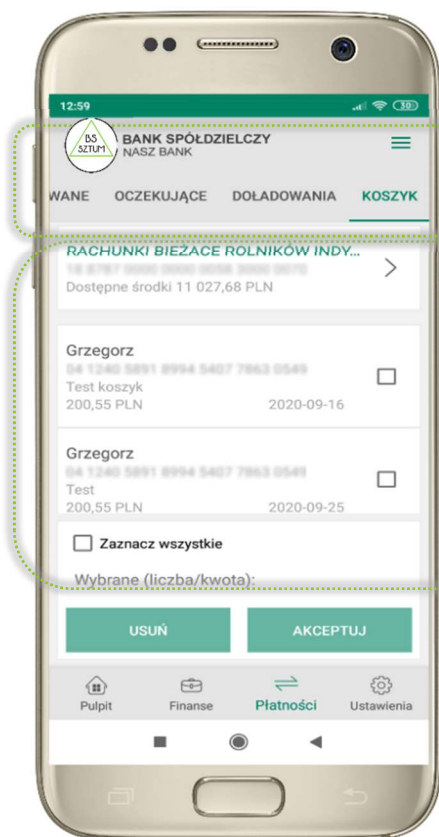 12:59
30
BS
SZTUM
BANK SPÓŁDZIELCZY
NASZ BANK
WANE OCZEKUJĄCE DOŁADOWANIA KOSZYK
RACHUNKI BIEŻACE ROLNIKÓW INDY...
Dostępne środki 11 027,68 PLN
Grzegorz
Test koszyk
200,55 PLN 2020-09-16
Grzegorz
Test
200,55 PLN 2020-09-25
Zaznacz wszystkie
Wybrane (liczba/kwota):
USUŃ AKCEPTUJ
Pulpit Finanse Płatności Ustawienia